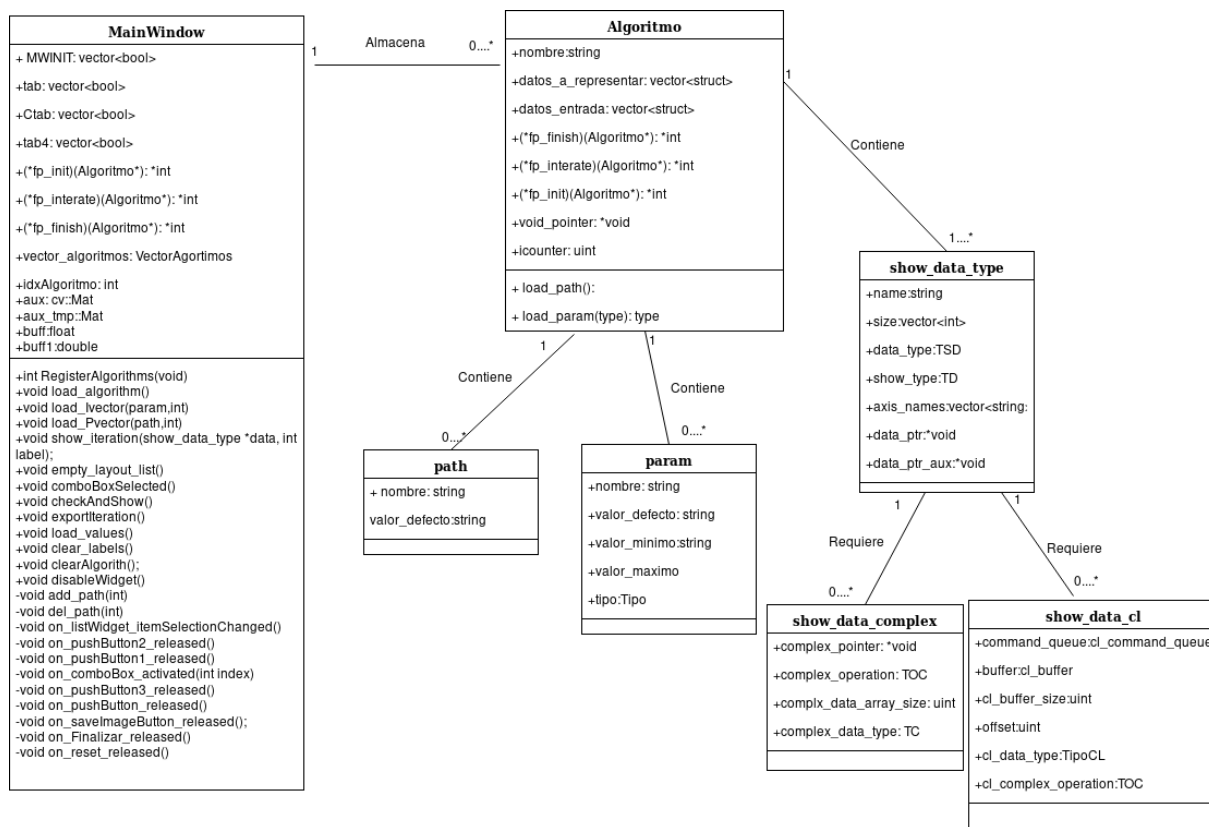 MainWindow
+ MWINIT: vector<bool>
+tab: vector<bool>
+Ctab: vector<bool>
+tab4: vector<bool>
+(*fp_init)(Algoritmo*): *int
+(*fp_interate)(Algoritmo*): *int
+(*fp_finish)(Algoritmo*): *int
+vector_algoritmos: VectorAgortimos
+idxAlgoritmo: int
+aux: cv::Mat
+aux_tmp::Mat
+buff:float
+buff1:double
+int RegisterAlgorithms(void)
+void load_algorithm()
+void load_Ivector(param,int)
+void load_Pvector(path,int)
+void show_iteration(show_data_type *data, int
label);
+void empty_layout_list()
+void comboBoxSelected()
+void checkAndShow()
+void exportIteration()
+void load_values()
+void clear_labels()
+void clearAlgorith();
+void disableWidget()
-void add_path(int)
-void del_path(int)
-void on_listWidget_itemSelectionChanged()
-void on_pushButton2_released()
-void on_pushButton1_released()
-void on_comboBox_activated(int index)
-void on_pushButton3_released()
-void on_pushButton_released()
-void on_saveImageButton_released();
-void on_Finalizar_released()
-void on_reset_released()
1
Almacena
0....*
Algoritmo
+nombre:string
+datos_a_representar: vector<struct>
+datos_entrada: vector<struct>
+(*fp_finish)(Algoritmo*): *int
+(*fp_interate)(Algoritmo*): *int
+(*fp_init)(Algoritmo*): *int
+void_pointer: *void
+icounter: uint
+ load_path():
+ load_param(type): type
1
Contiene
1....*
1
Contiene
0....*
1
Contiene
0....*
path
+ nombre: string
valor_defecto:string
param
+nombre: string
+valor_defecto: string
+valor_minimo:string
+valor_maximo
+tipo:Tipo
show_data_type
+name:string
+size:vector<int>
+data_type:TSD
+show_type:TD
+axis_names:vector<string:
+data_ptr:*void
+data_ptr_aux:*void
1
Requiere
0....*
1
Requiere
0....*
show_data_complex
+complex_pointer: *void
+complex_operation: TOC
+complx_data_array_size: uint
+complex_data_type: TC
show_data_cl
+command_queue:cl_command_queue
+buffer:cl_buffer
+cl_buffer_size:uint
+offset:uint
+cl_data_type:TipoCL
+cl_complex_operation:TOC